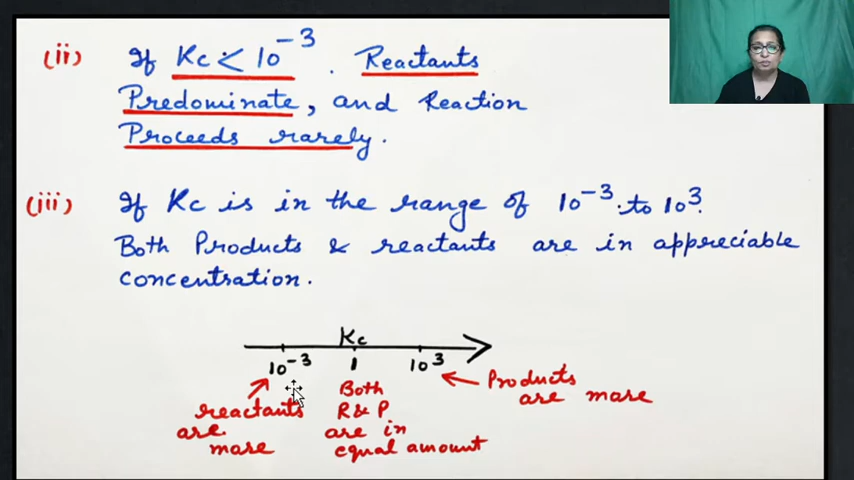 (ii) If Kc < 10⁻³. Reactants
Predominate, and Reaction
Proceeds rarely.
(iii) If Kc is in the range of 10⁻³ to 10³.
Both Products & reactants are in appreciable
concentration.
Kc
10⁻³ 1 10³
reactants are more
Both R & P are in equal amount
Products are more